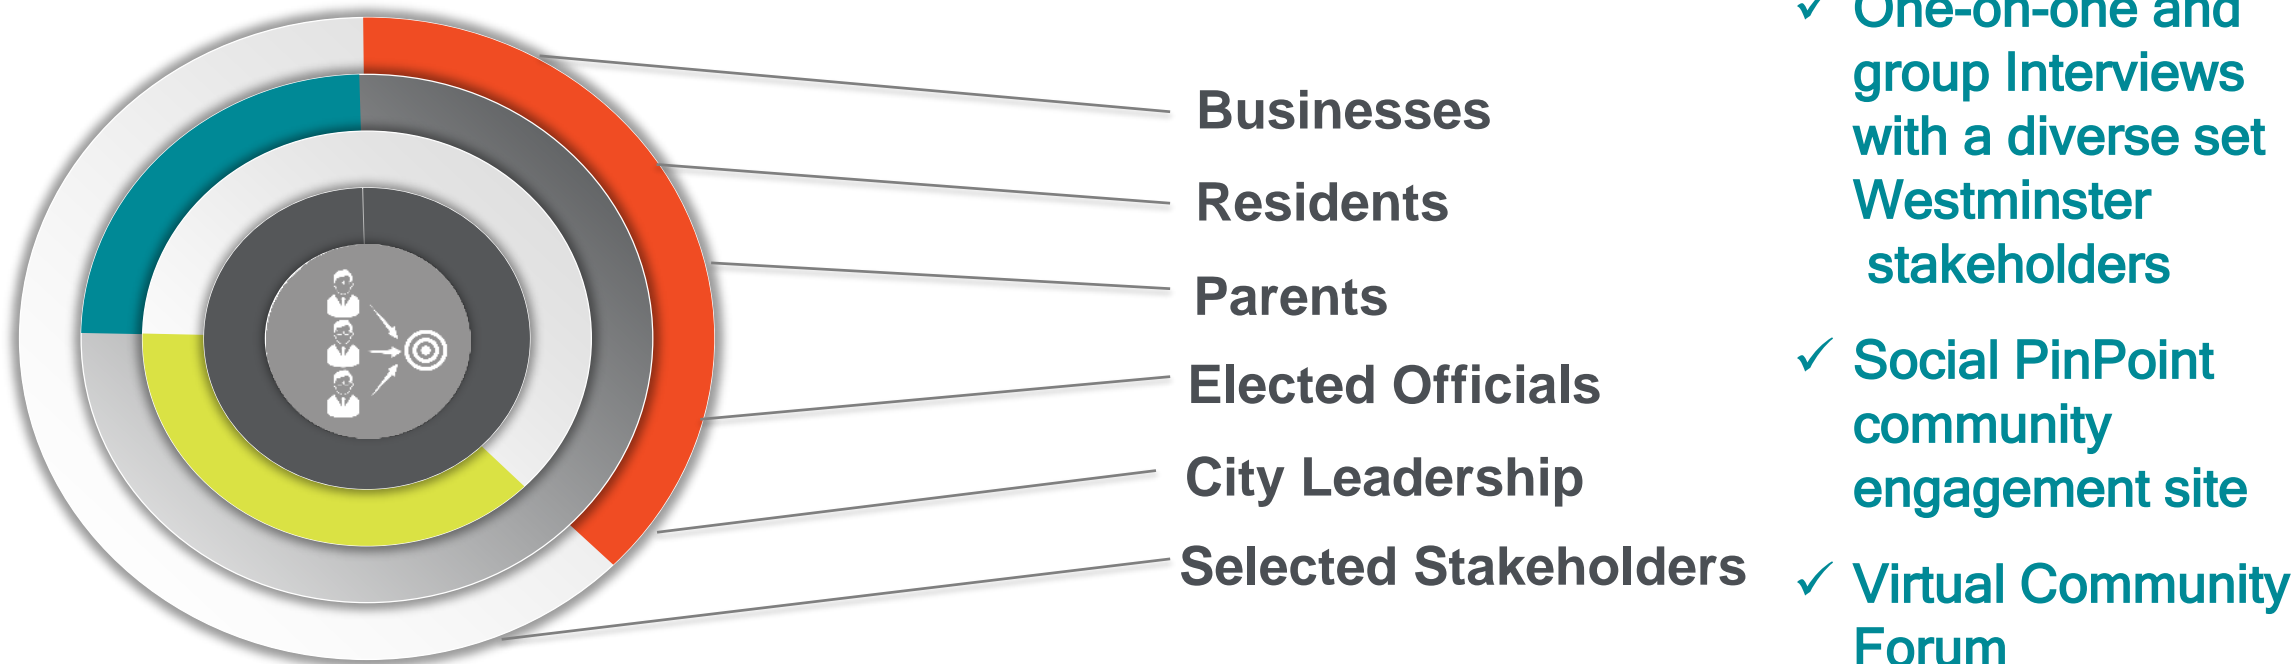 Businesses
Residents
Parents
Elected Officials
City Leadership
Selected Stakeholders
✓ One-on-one and
group Interviews
with a diverse set
Westminster
stakeholders
✓ Social PinPoint
community
engagement site
✓ Virtual Community
Forum